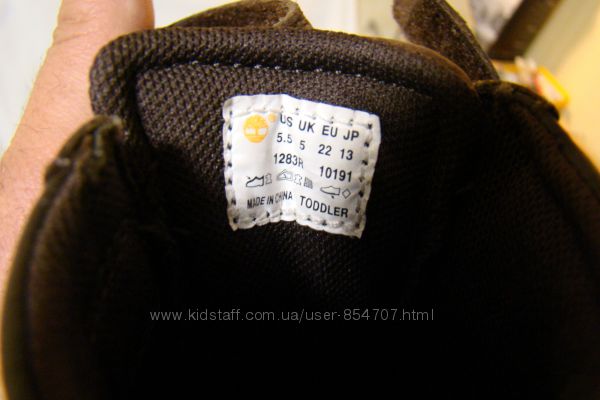 US UK EU JP
5.5 5 22 13
1283R 10191
MADE IN CHINA TODDLER
www.kidstaff.com.ua/user-854707.html